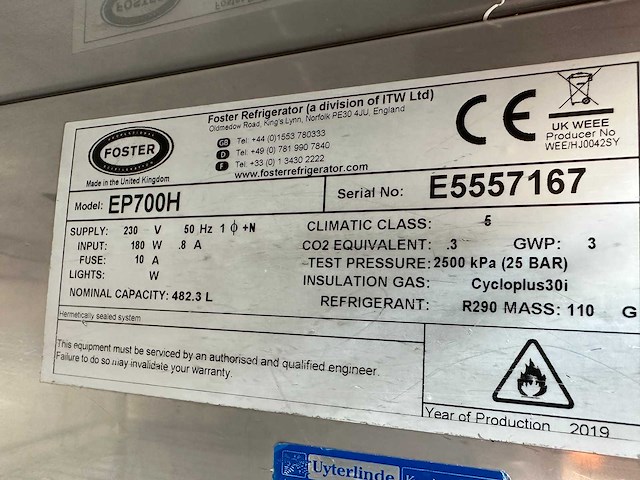 PROFESSIONAL
FOSTER
REFRIGERATION
Made in the United Kingdom
Foster Refrigerator (a division of ITW Ltd)
Oldmedow Road, King's Lynn, Norfolk PE30 4JU, England
GB Tel: +44 (0)1553 780333
D Tel: +49 (0) 781 990 7840
F Tel: +33 (0) 1 3430 2222
www.fosterrefrigerator.com
CE
UK WEEE
Producer No
WEE/HJ0042SY
Model: EP700H
Serial No: E5557167
SUPPLY: 230 V 50 Hz 1 ϕ +N
INPUT: 180 W .8 A
FUSE: 10 A
LIGHTS: W
NOMINAL CAPACITY: 482.3 L
CLIMATIC CLASS: 5
CO2 EQUIVALENT: .3 GWP: 3
TEST PRESSURE: 2500 kPa (25 BAR)
INSULATION GAS: Cycloplus30i
REFRIGERANT: R290 MASS: 110 G
Hermetically sealed system
This equipment must be serviced by an authorised and qualified engineer.
Failure to do so may invalidate your warranty.
Year of Production 2019
Uyterlinde